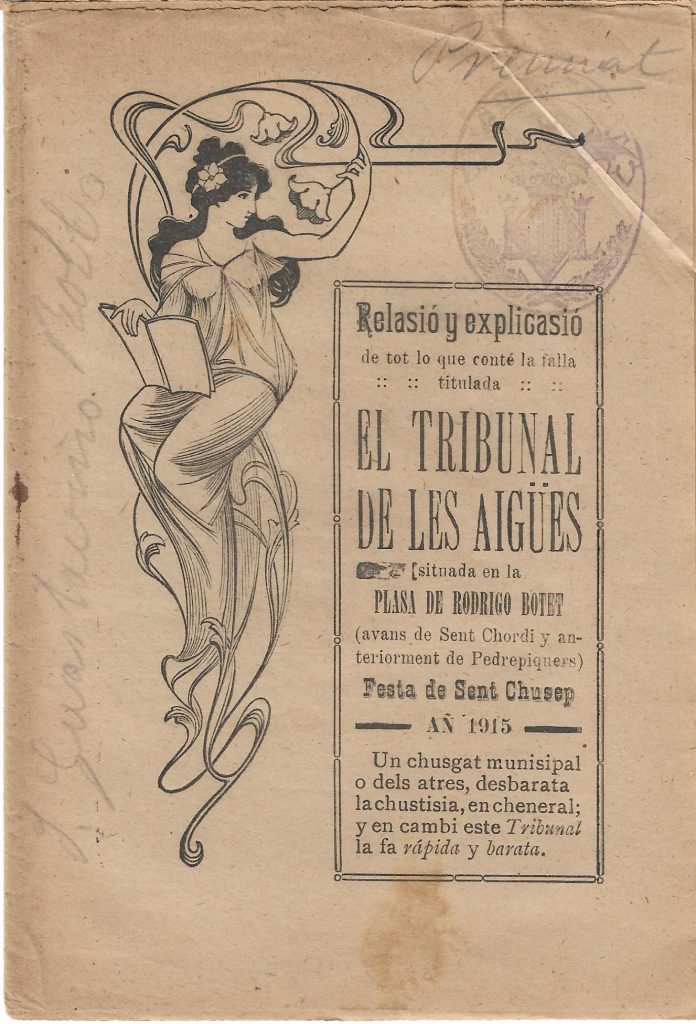 Premiat
Relasió y explicasió
de tot lo que conté la falla
:: :: titulada :: ::
EL TRIBUNAL
DE LES AIGÜES
[situada en la
PLASA DE RODRIGO BOTET
(avans de Sent Chordi y an-
teriorment de Pedrepiquers)
Festa de Sent Chusep
AÑ 1915
Un chusgat munisipal
o dels atres, desbarata
la chustisia, en cheneral;
y en cambi este Tribunal
la fa rápida y barata.